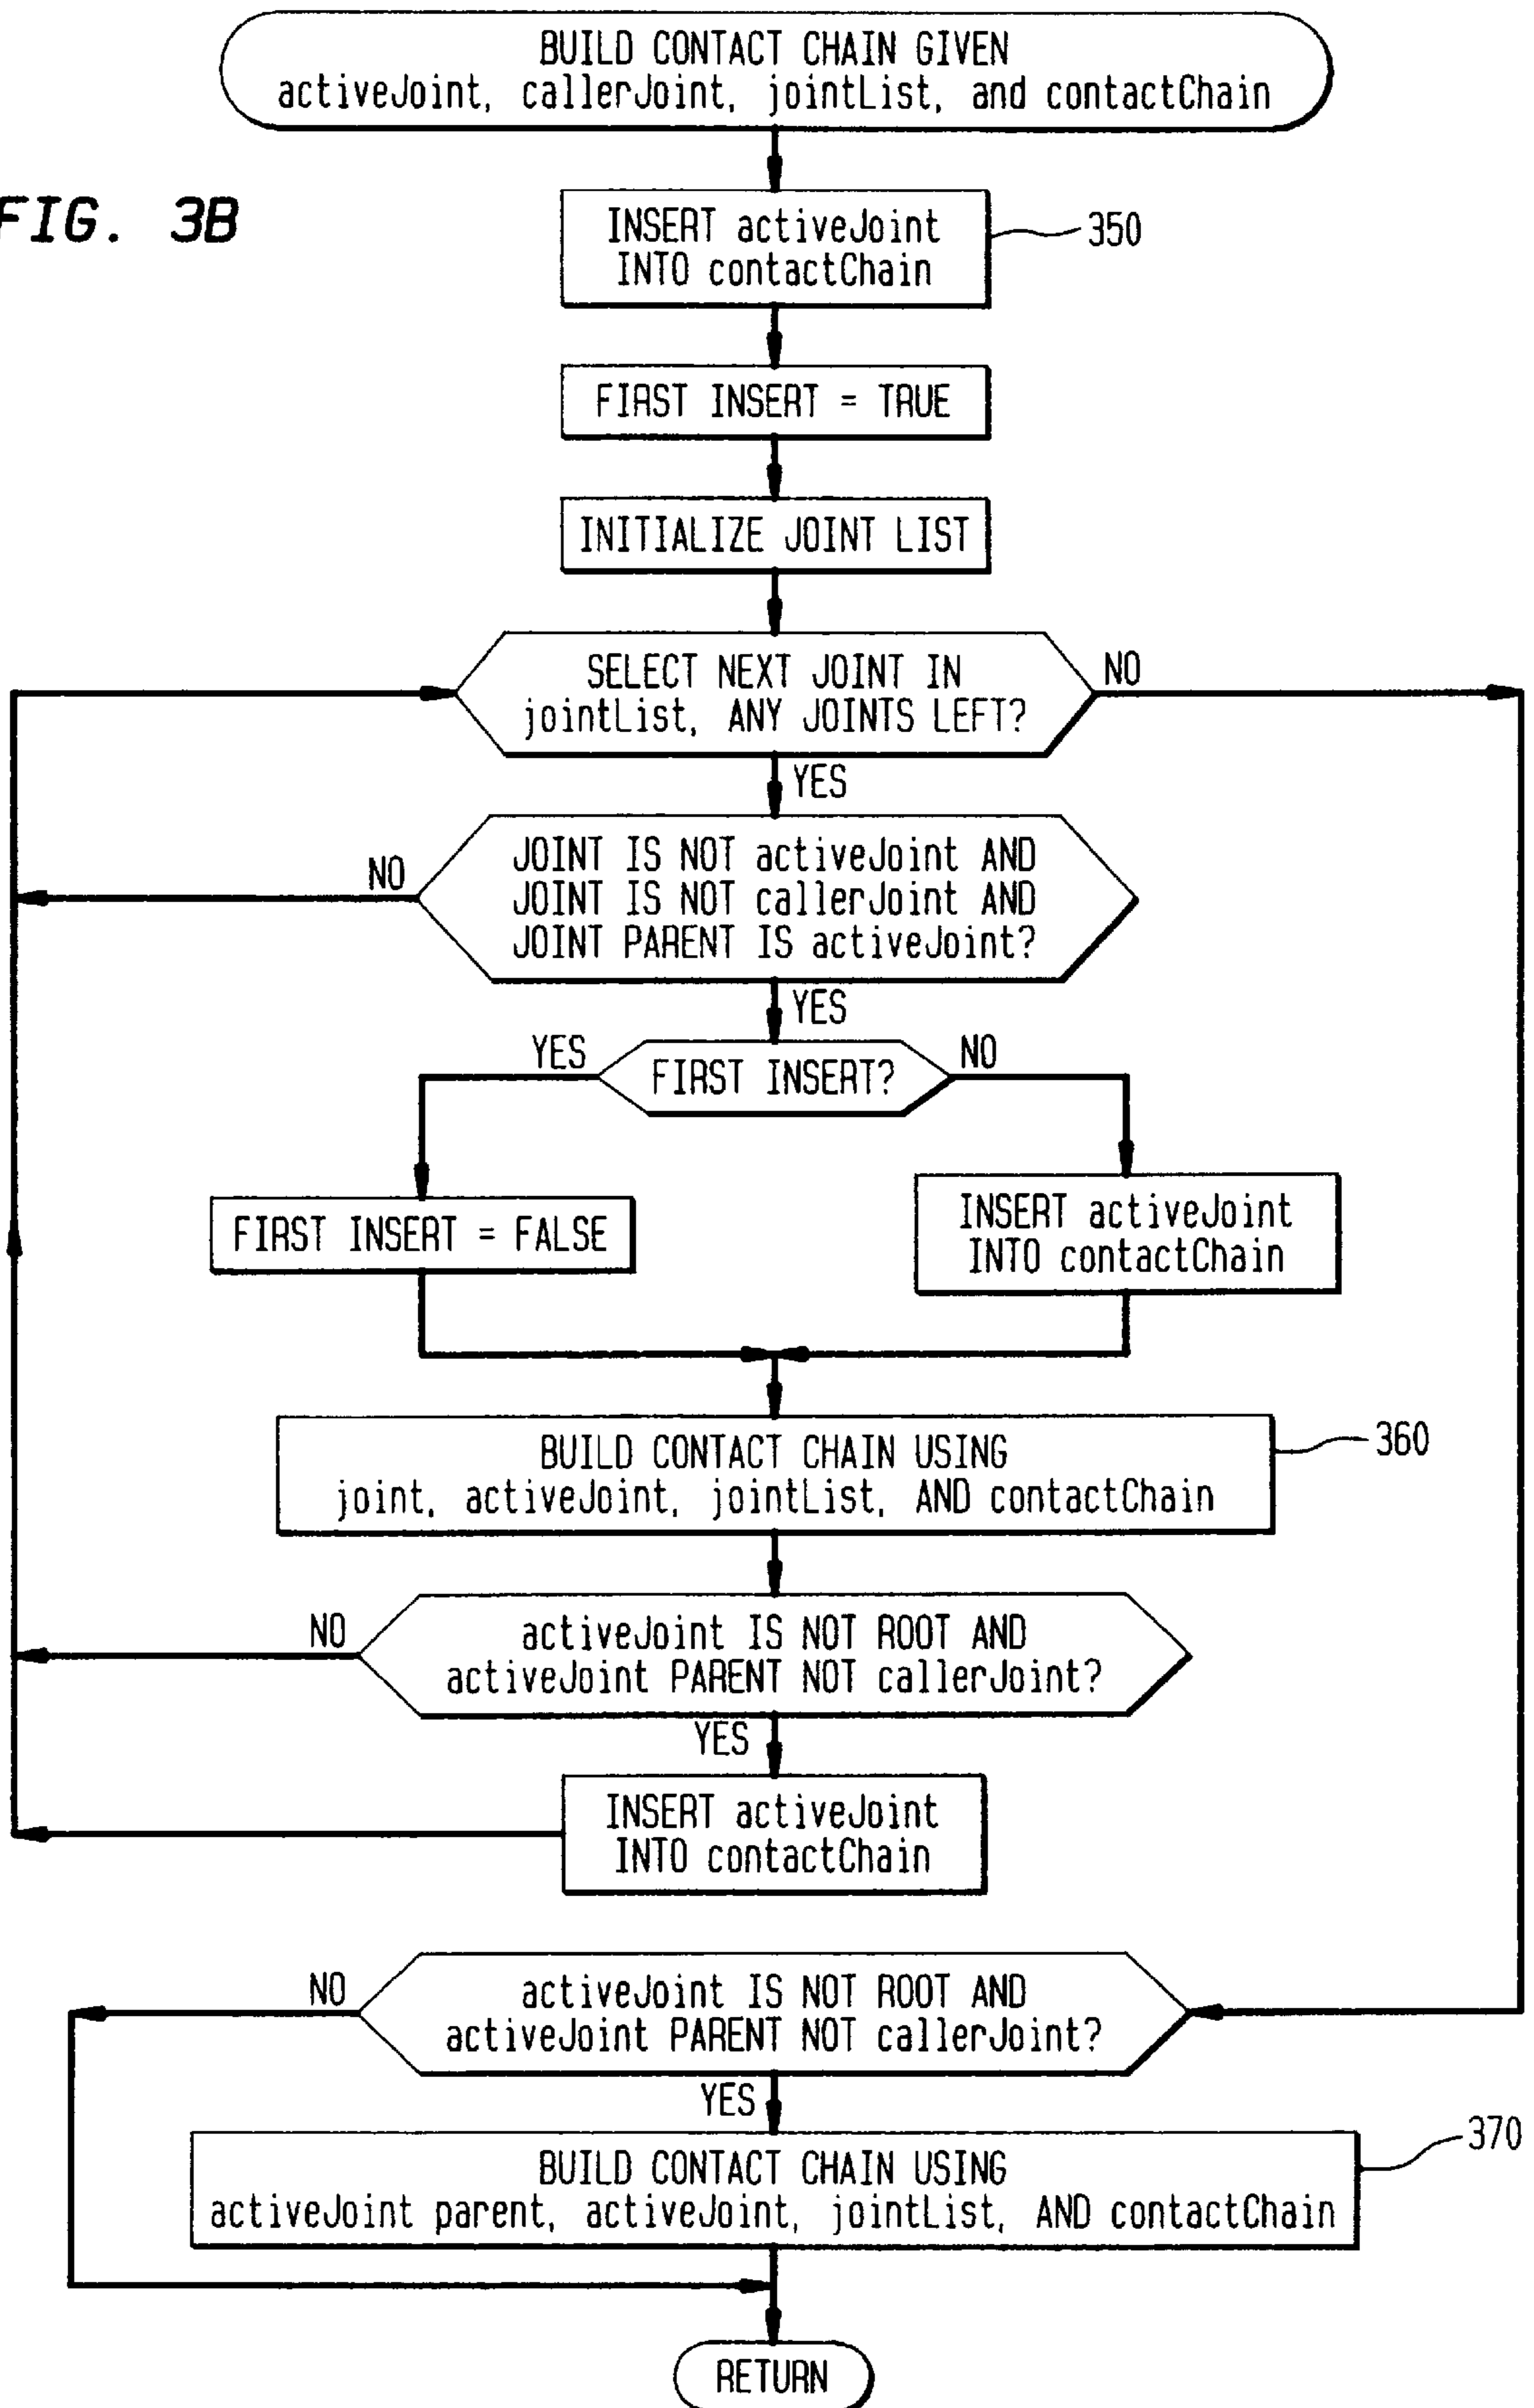 BUILD CONTACT CHAIN GIVEN
activeJoint, callerJoint, jointList, and contactChain
FIG. 3B
INSERT activeJoint
INTO contactChain
350
FIRST INSERT = TRUE
INITIALIZE JOINT LIST
SELECT NEXT JOINT IN
jointList, ANY JOINTS LEFT?
NO
YES
JOINT IS NOT activeJoint AND
JOINT IS NOT callerJoint AND
JOINT PARENT IS activeJoint?
NO
YES
YES
FIRST INSERT?
NO
FIRST INSERT = FALSE
INSERT activeJoint
INTO contactChain
BUILD CONTACT CHAIN USING
joint, activeJoint, jointList, AND contactChain
360
NO
activeJoint IS NOT ROOT AND
activeJoint PARENT NOT callerJoint?
YES
INSERT activeJoint
INTO contactChain
NO
activeJoint IS NOT ROOT AND
activeJoint PARENT NOT callerJoint?
YES
370
BUILD CONTACT CHAIN USING
activeJoint parent, activeJoint, jointList, AND contactChain
RETURN